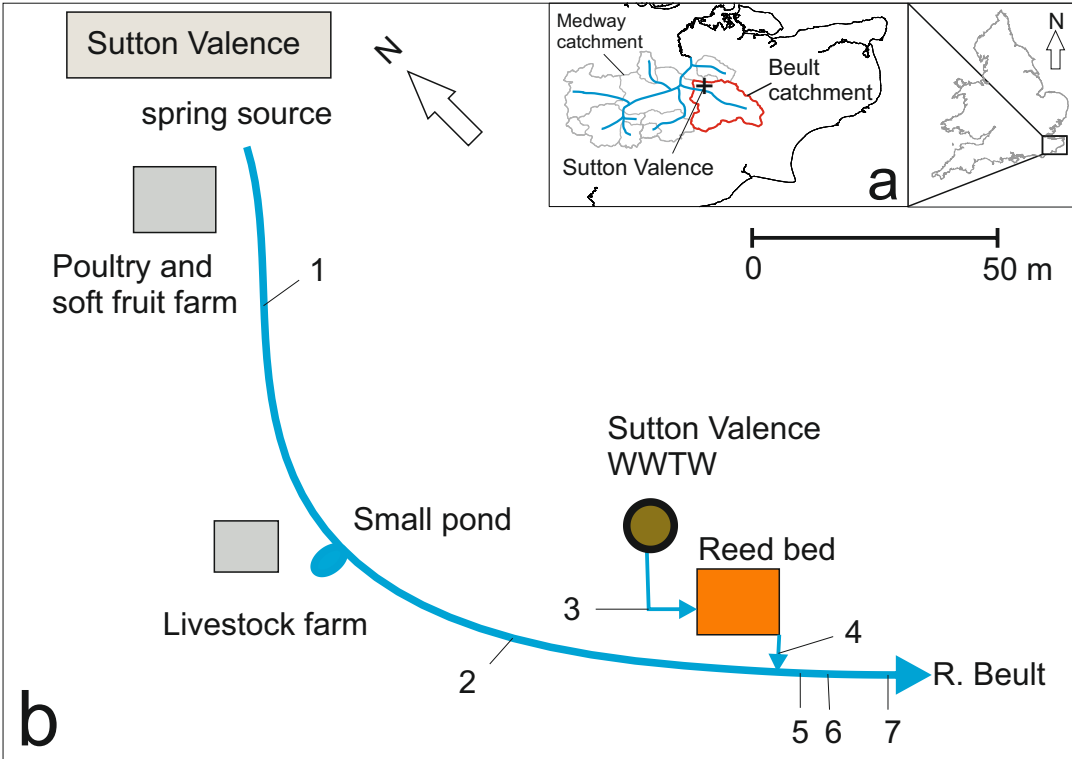 Sutton Valence
N
spring source
Poultry and
soft fruit farm
1
Medway
catchment
Beult
catchment
Sutton Valence
a
N
0
50 m
Sutton Valence
WWTW
Small pond
Reed bed
3
4
Livestock farm
2
R. Beult
5
6
7
b